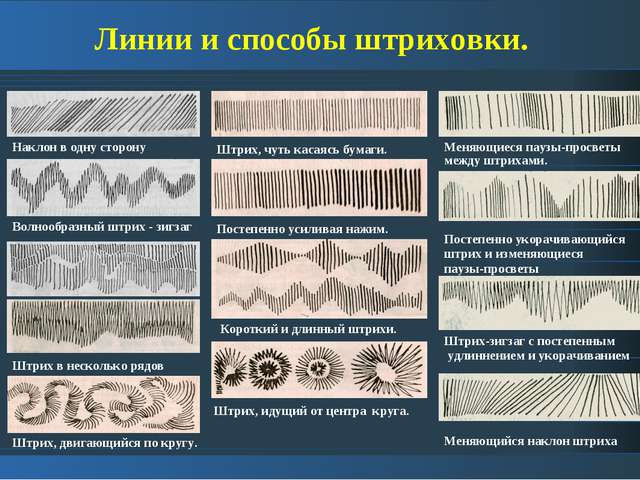 Линии и способы штриховки.
Наклон в одну сторону
Волнообразный штрих - зигзаг
Штрих в несколько рядов
Штрих, двигающийся по кругу.
Штрих, чуть касаясь бумаги.
Постепенно усиливая нажим.
Короткий и длинный штрихи.
Штрих, идущий от центра круга.
Меняющиеся паузы-просветы
между штрихами.
Постепенно укорачивающийся
штрих и изменяющиеся
паузы-просветы
Штрих-зигзаг с постепенным
удлиннением и укорачиванием
Меняющийся наклон штриха